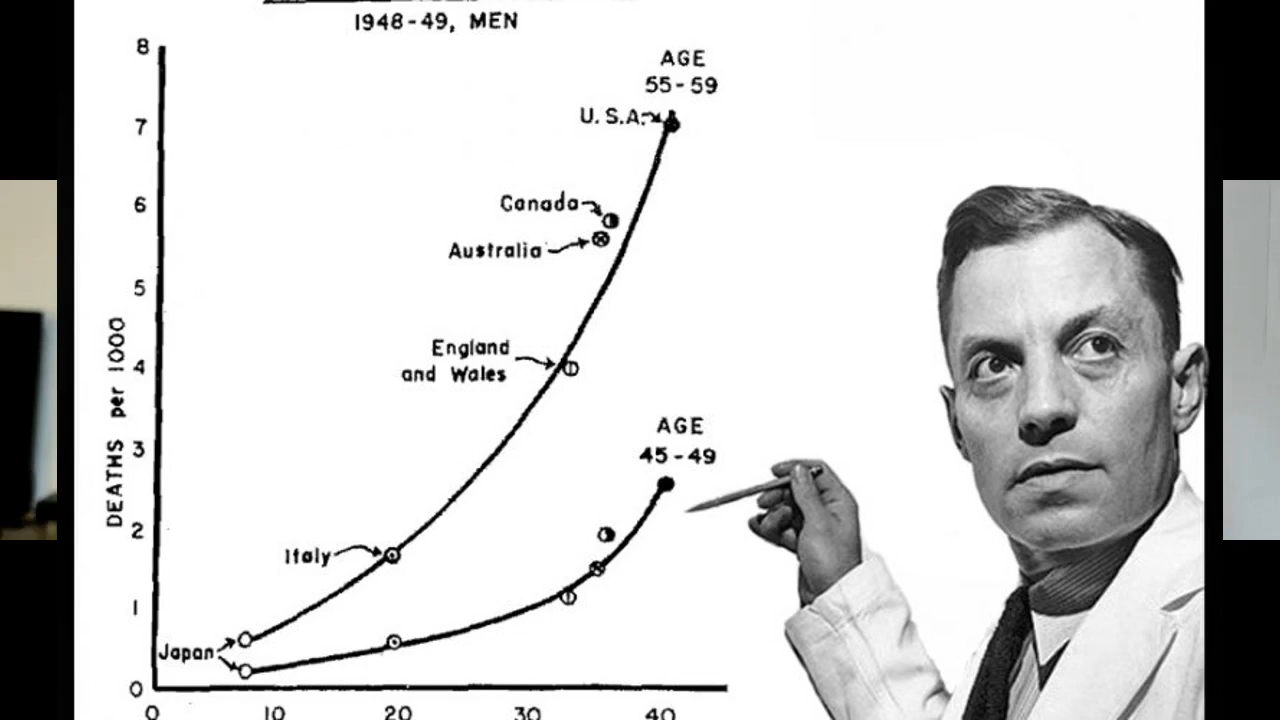 1948-49, MEN
8
AGE
55-59
U.S.A.
7
Canada
6
Australia
5
England
and Wales
4
DEATHS per 1000
AGE
45-49
3
2
Italy
1
Japan
0
0 10 20 30 40